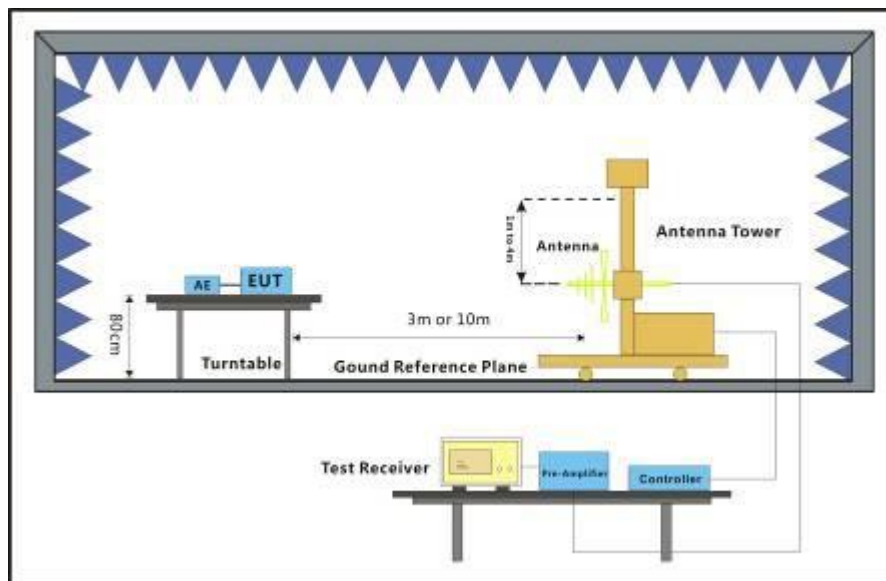 1m to 4m
Antenna Tower
Antenna
AE
EUT
80cm
3m or 10m
Turntable
Gound Reference Plane
Test Receiver
Pre-Amplifier
Controller